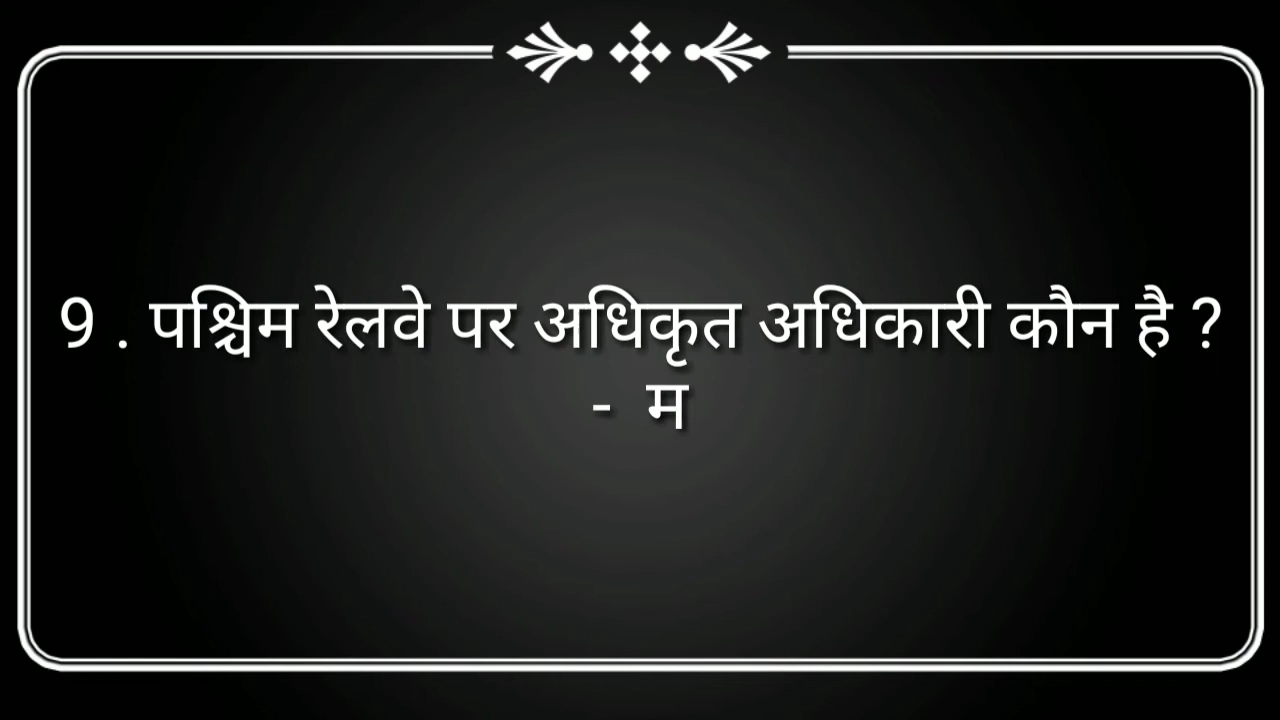 9 . पश्चिम रेलवे पर अधिकृत अधिकारी कौन है ?
- म